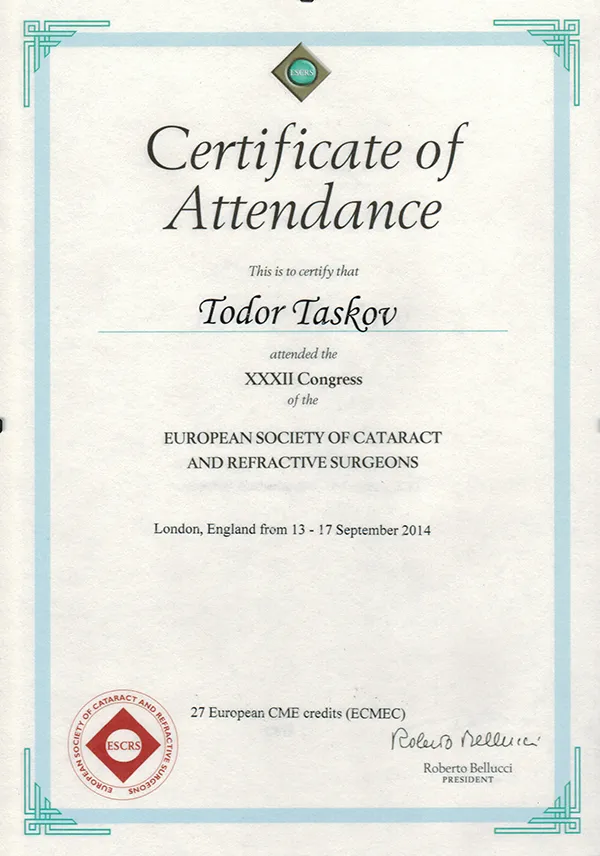 ESCRS
Certificate of
Attendance
This is to certify that
Todor Taskov
attended the
XXXII Congress
of the
EUROPEAN SOCIETY OF CATARACT
AND REFRACTIVE SURGEONS
London, England from 13 - 17 September 2014
27 European CME credits (ECMEC)
Roberto Bellucci
Roberto Bellucci
PRESIDENT
EUROPEAN SOCIETY OF CATARACT AND REFRACTIVE SURGEONS
ESCRS